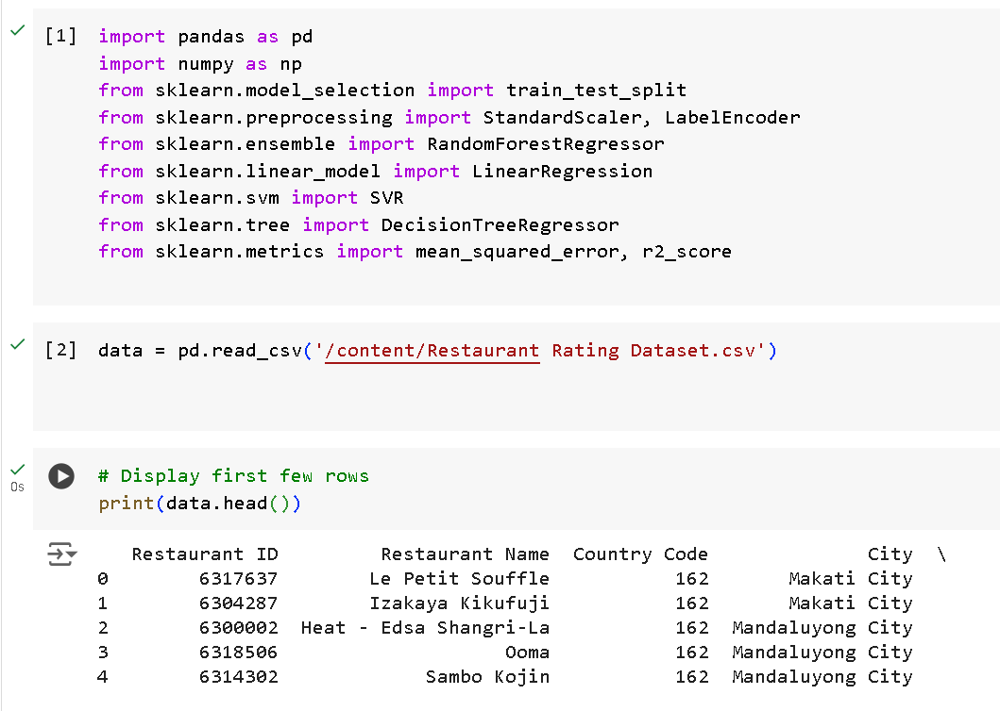 [1] import pandas as pd
import numpy as np
from sklearn.model_selection import train_test_split
from sklearn.preprocessing import StandardScaler, LabelEncoder
from sklearn.ensemble import RandomForestRegressor
from sklearn.linear_model import LinearRegression
from sklearn.svm import SVR
from sklearn.tree import DecisionTreeRegressor
from sklearn.metrics import mean_squared_error, r2_score
[2] data = pd.read_csv('/content/Restaurant Rating Dataset.csv')
# Display first few rows
0s
print(data.head())
Restaurant ID Restaurant Name Country Code City \
0 6317637 Le Petit Souffle 162 Makati City
1 6304287 Izakaya Kikufuji 162 Makati City
2 6300002 Heat - Edsa Shangri-La 162 Mandaluyong City
3 6318506 Ooma 162 Mandaluyong City
4 6314302 Sambo Kojin 162 Mandaluyong City